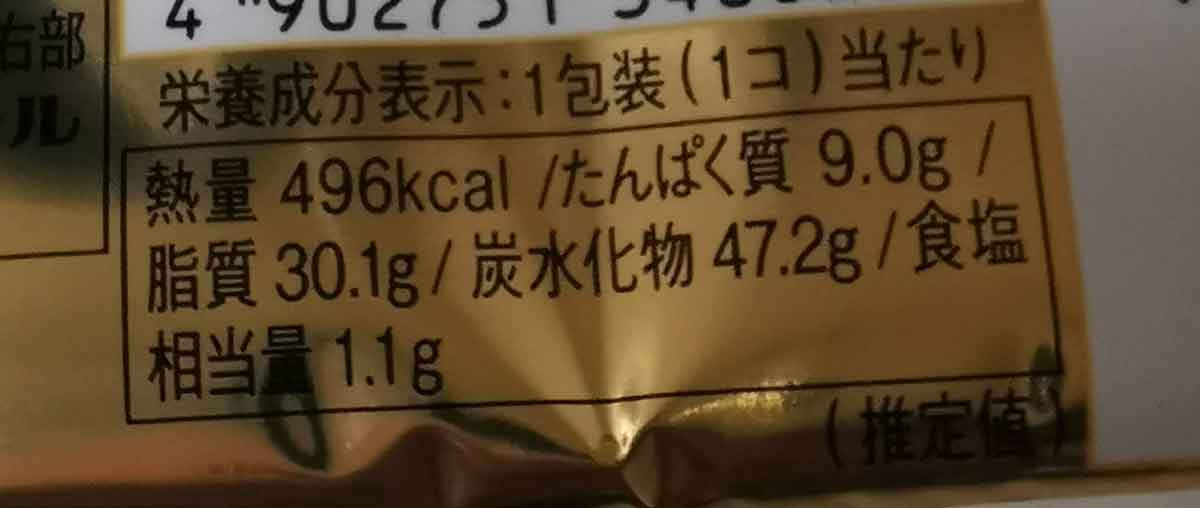 栄養成分表示:1包装(1コ)当たり
熱量 496kcal /たんぱく質 9.0g /
脂質 30.1g / 炭水化物 47.2g / 食塩
相当量 1.1g
(推定値)